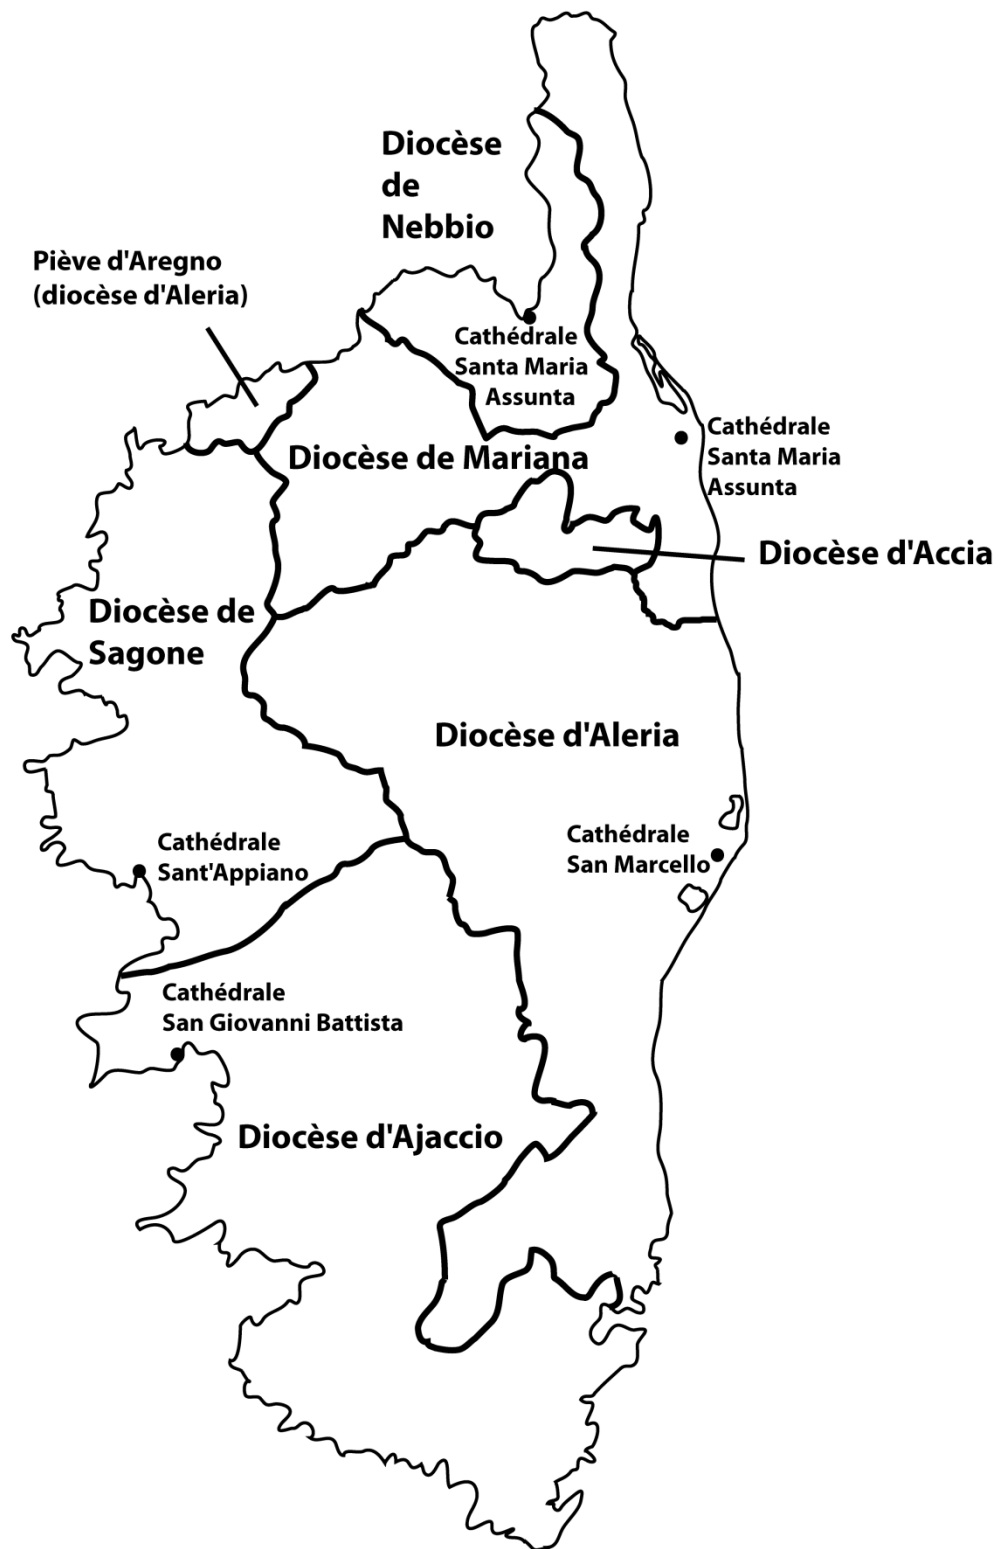 Diocèse
de
Nebbio
Piève d'Aregno
(diocèse d'Aleria)
Cathédrale
Santa Maria
Assunta
Cathédrale
Santa Maria
Assunta
Diocèse de Mariana
Diocèse d'Accia
Diocèse de
Sagone
Diocèse d'Aleria
Cathédrale
San Marcello
Cathédrale
Sant'Appiano
Cathédrale
San Giovanni Battista
Diocèse d'Ajaccio